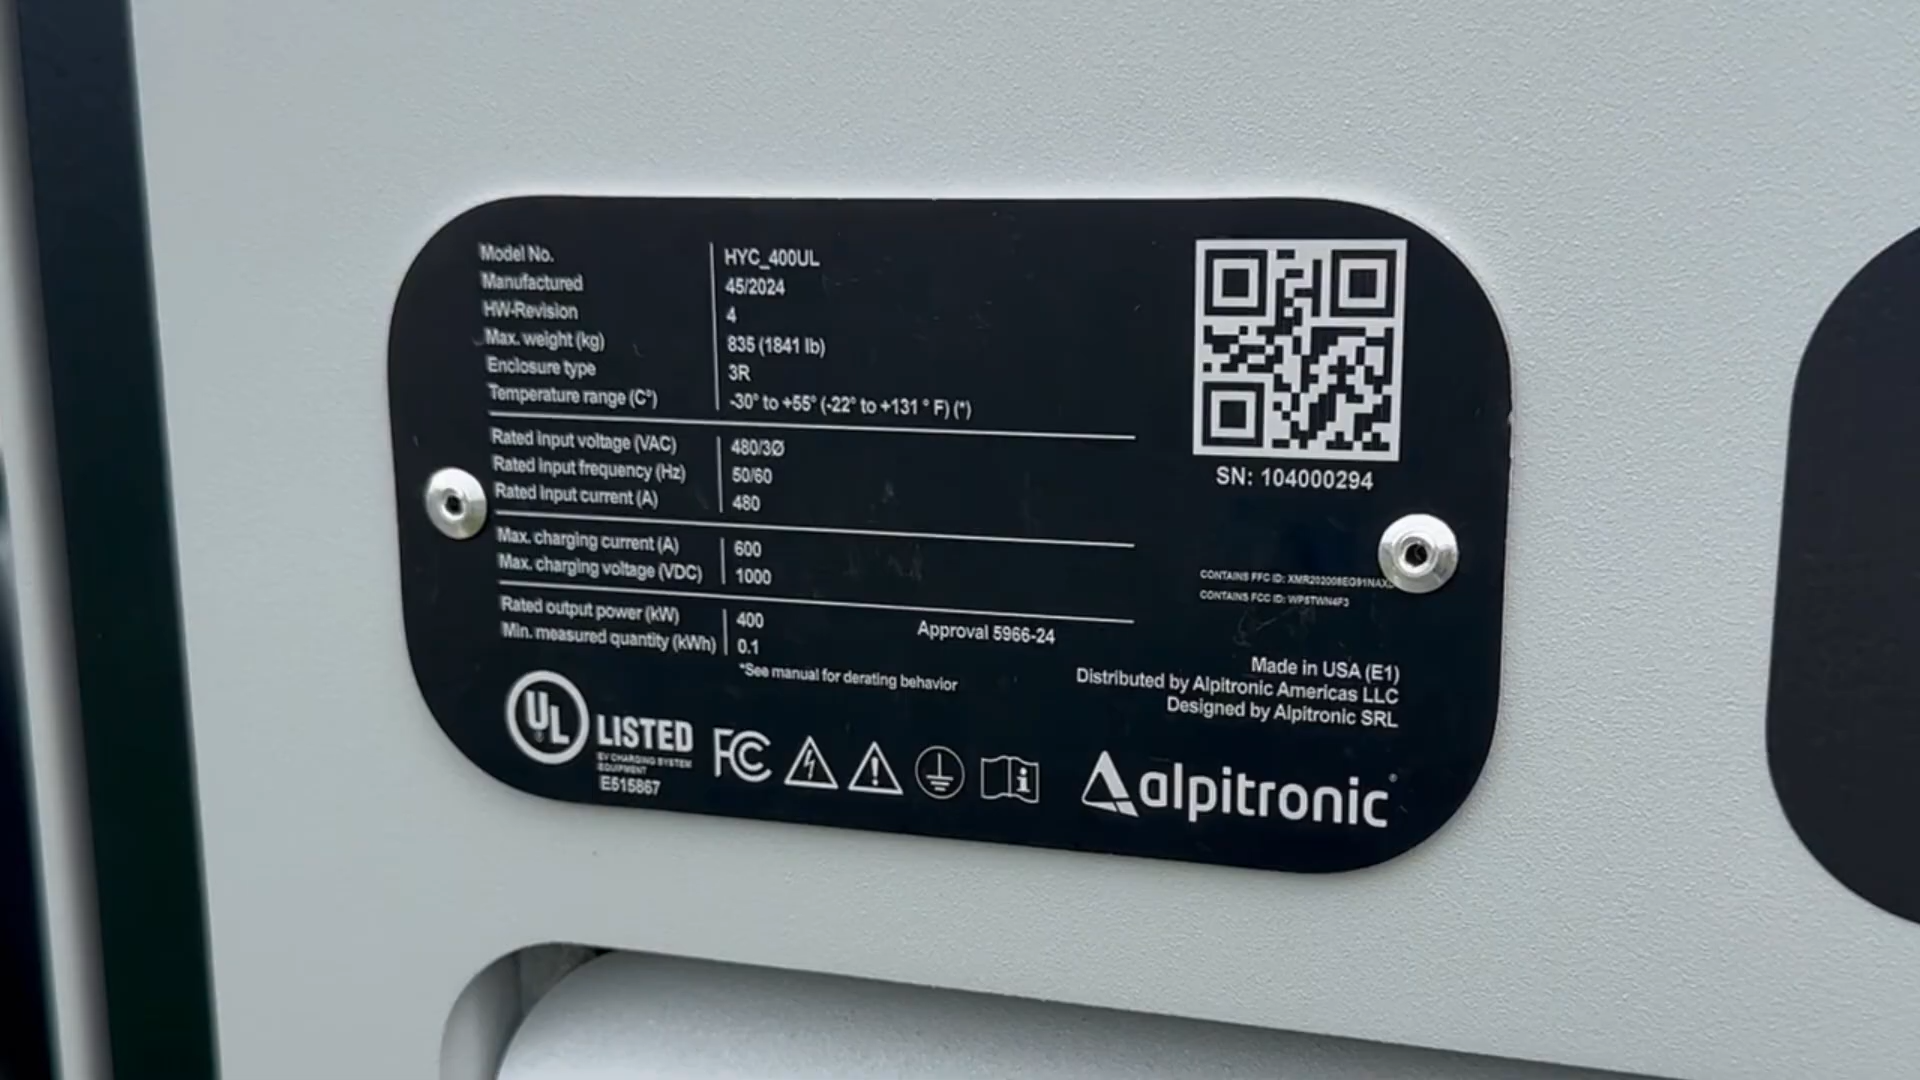 Model No. HYC_400UL
Manufactured 45/2024
HW-Revision 4
Max. weight (kg) 835 (1841 lb)
Enclosure type 3R
Temperature range (C°) -30° to +55° (-22° to +131 ° F) (*)
Rated input voltage (VAC) 480/3Ø
Rated input frequency (Hz) 50/60
Rated input current (A) 480
Max. charging current (A) 600
Max. charging voltage (VDC) 1000
Rated output power (kW) 400
Min. measured quantity (kWh) 0.1
Approval 5966-24
*See manual for derating behavior
SN: 104000294
CONTAINS FFC ID:
CONTAINS FCC ID:
Made in USA (E1)
Distributed by Alpitronic Americas LLC
Designed by Alpitronic SRL
UL LISTED
EV CHARGING SYSTEM
EQUIPMENT
E515867
FC
alpitronic